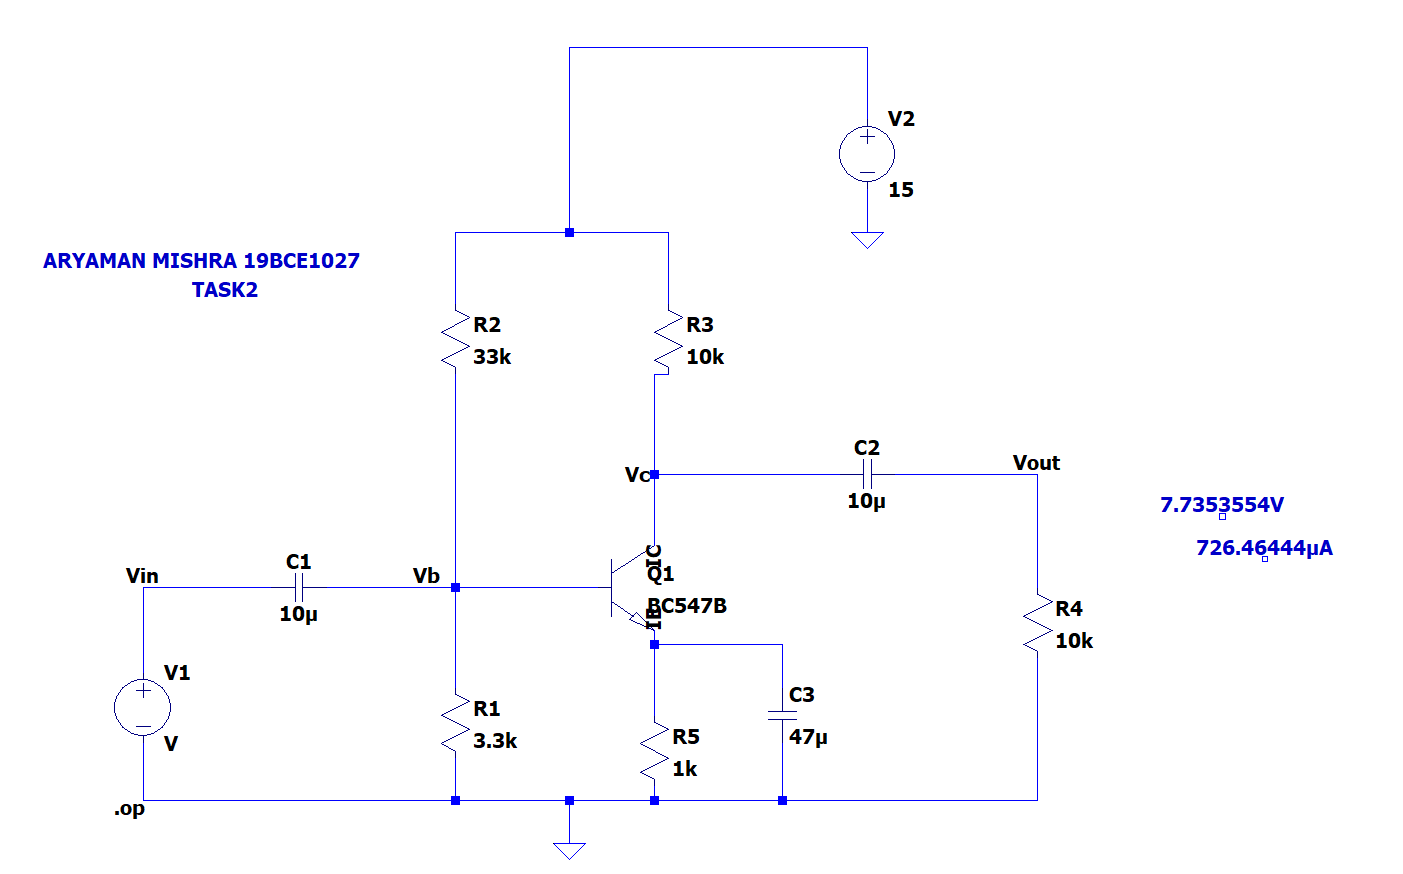 V2
15
ARYAMAN MISHRA 19BCE1027
TASK2
R2
33k
R3
10k
C2
Vout
Vc
10µ
7.7353554V
726.46444µA
C1
IC
Q1
Vin
Vb
BC547B
10µ
IE
R4
10k
V1
V
C3
47µ
R1
3.3k
R5
1k
.op